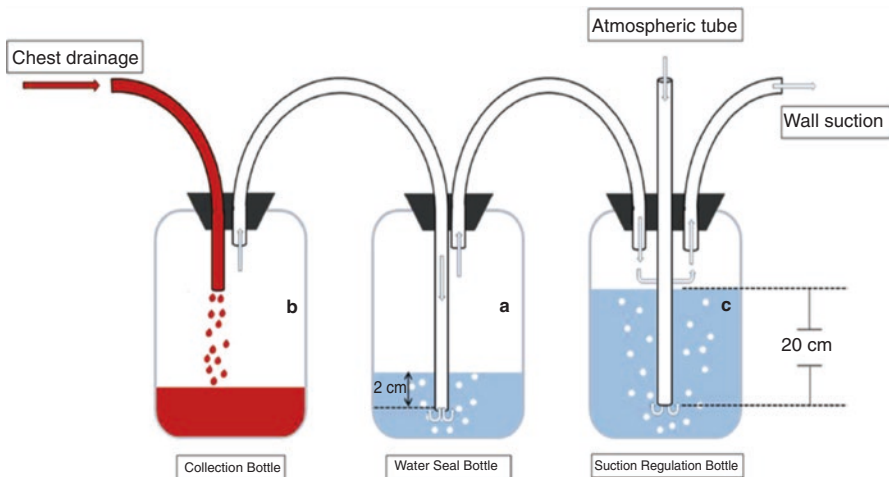 Atmospheric tube
Chest drainage
Wall suction
b
a
c
2 cm
20 cm
Collection Bottle
Water Seal Bottle
Suction Regulation Bottle